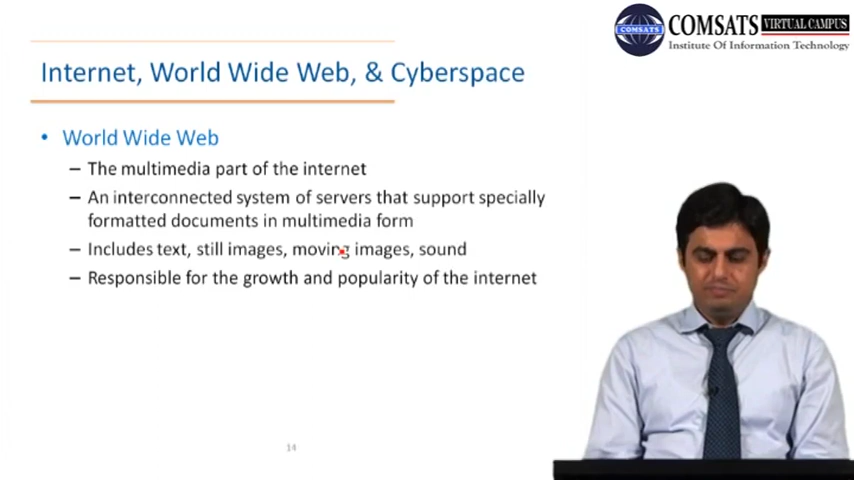 COMSATS VIRTUAL CAMPUS
COMSATS
Institute Of Information Technology
Internet, World Wide Web, & Cyberspace
• World Wide Web
– The multimedia part of the internet
– An interconnected system of servers that support specially
formatted documents in multimedia form
– Includes text, still images, moving images, sound
– Responsible for the growth and popularity of the internet
14